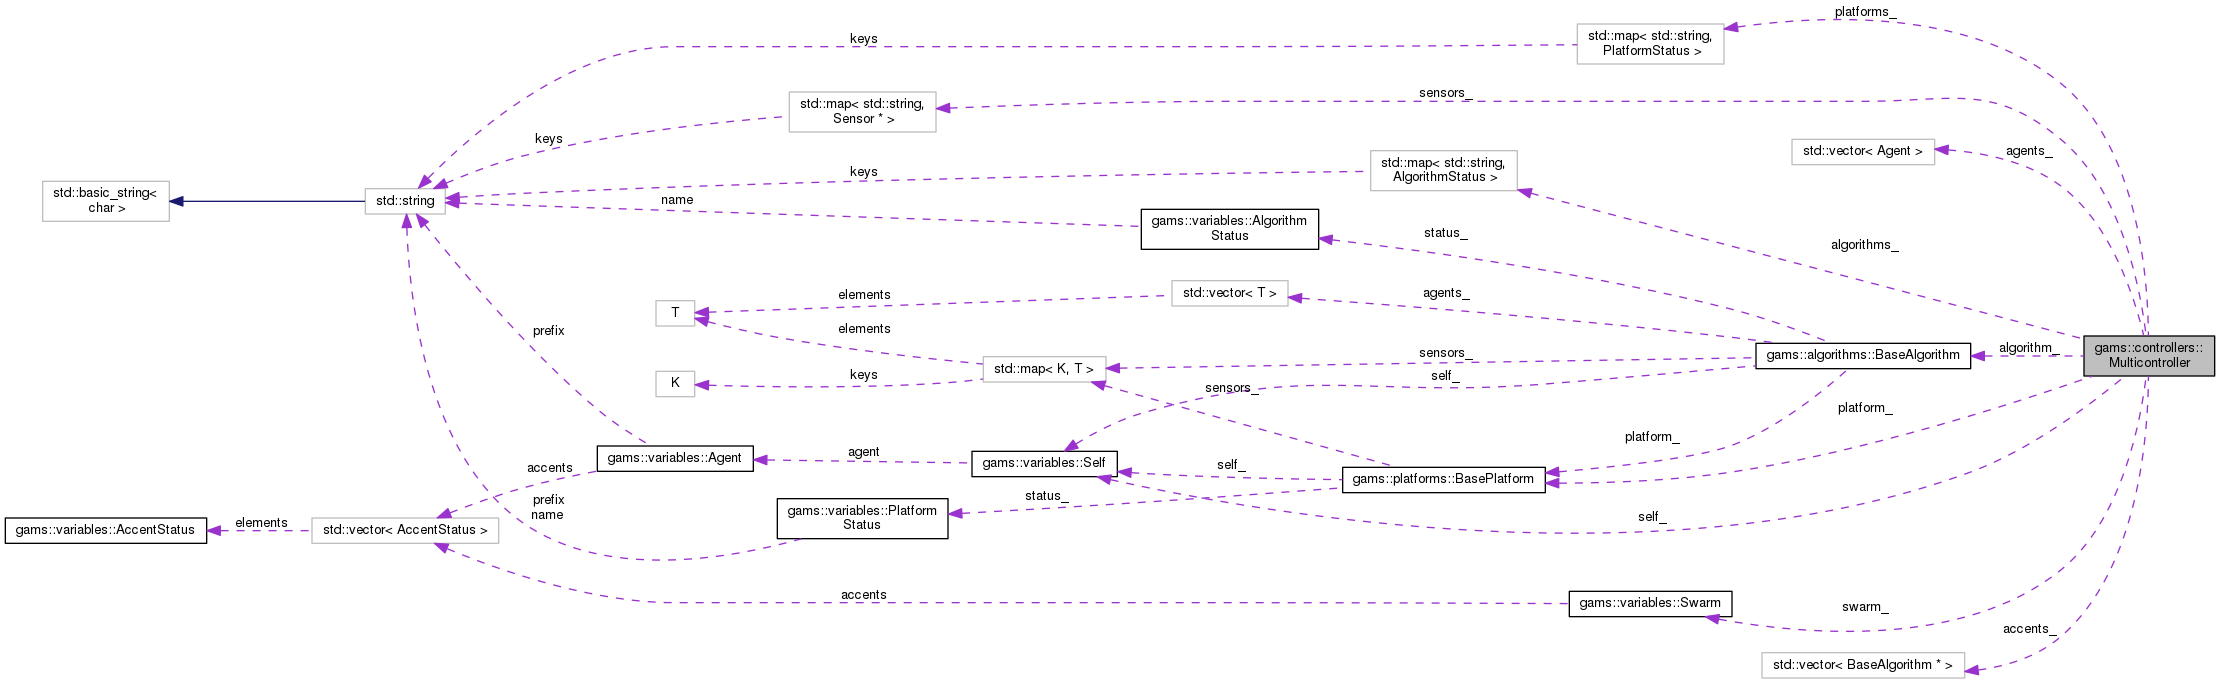 platforms_
std::map< std::string,
PlatformStatus >
keys
sensors_
std::map< std::string,
Sensor * >
keys
agents_
std::vector< Agent >
std::map< std::string,
AlgorithmStatus >
keys
std::basic_string<
char >
std::string
name
gams::variables::Algorithm
Status
status_
algorithms_
elements
std::vector< T >
agents_
T
elements
prefix
gams::controllers::
Multicontroller
algorithm_
gams::algorithms::BaseAlgorithm
sensors_
std::map< K, T >
keys
K
self_
sensors_
platform_
platform_
gams::variables::Agent
agent
gams::variables::Self
self_
gams::platforms::BasePlatform
accents
status_
prefix
name
gams::variables::Platform
Status
self_
gams::variables::AccentStatus
elements
std::vector< AccentStatus >
accents
gams::variables::Swarm
swarm_
accents_
std::vector< BaseAlgorithm * >